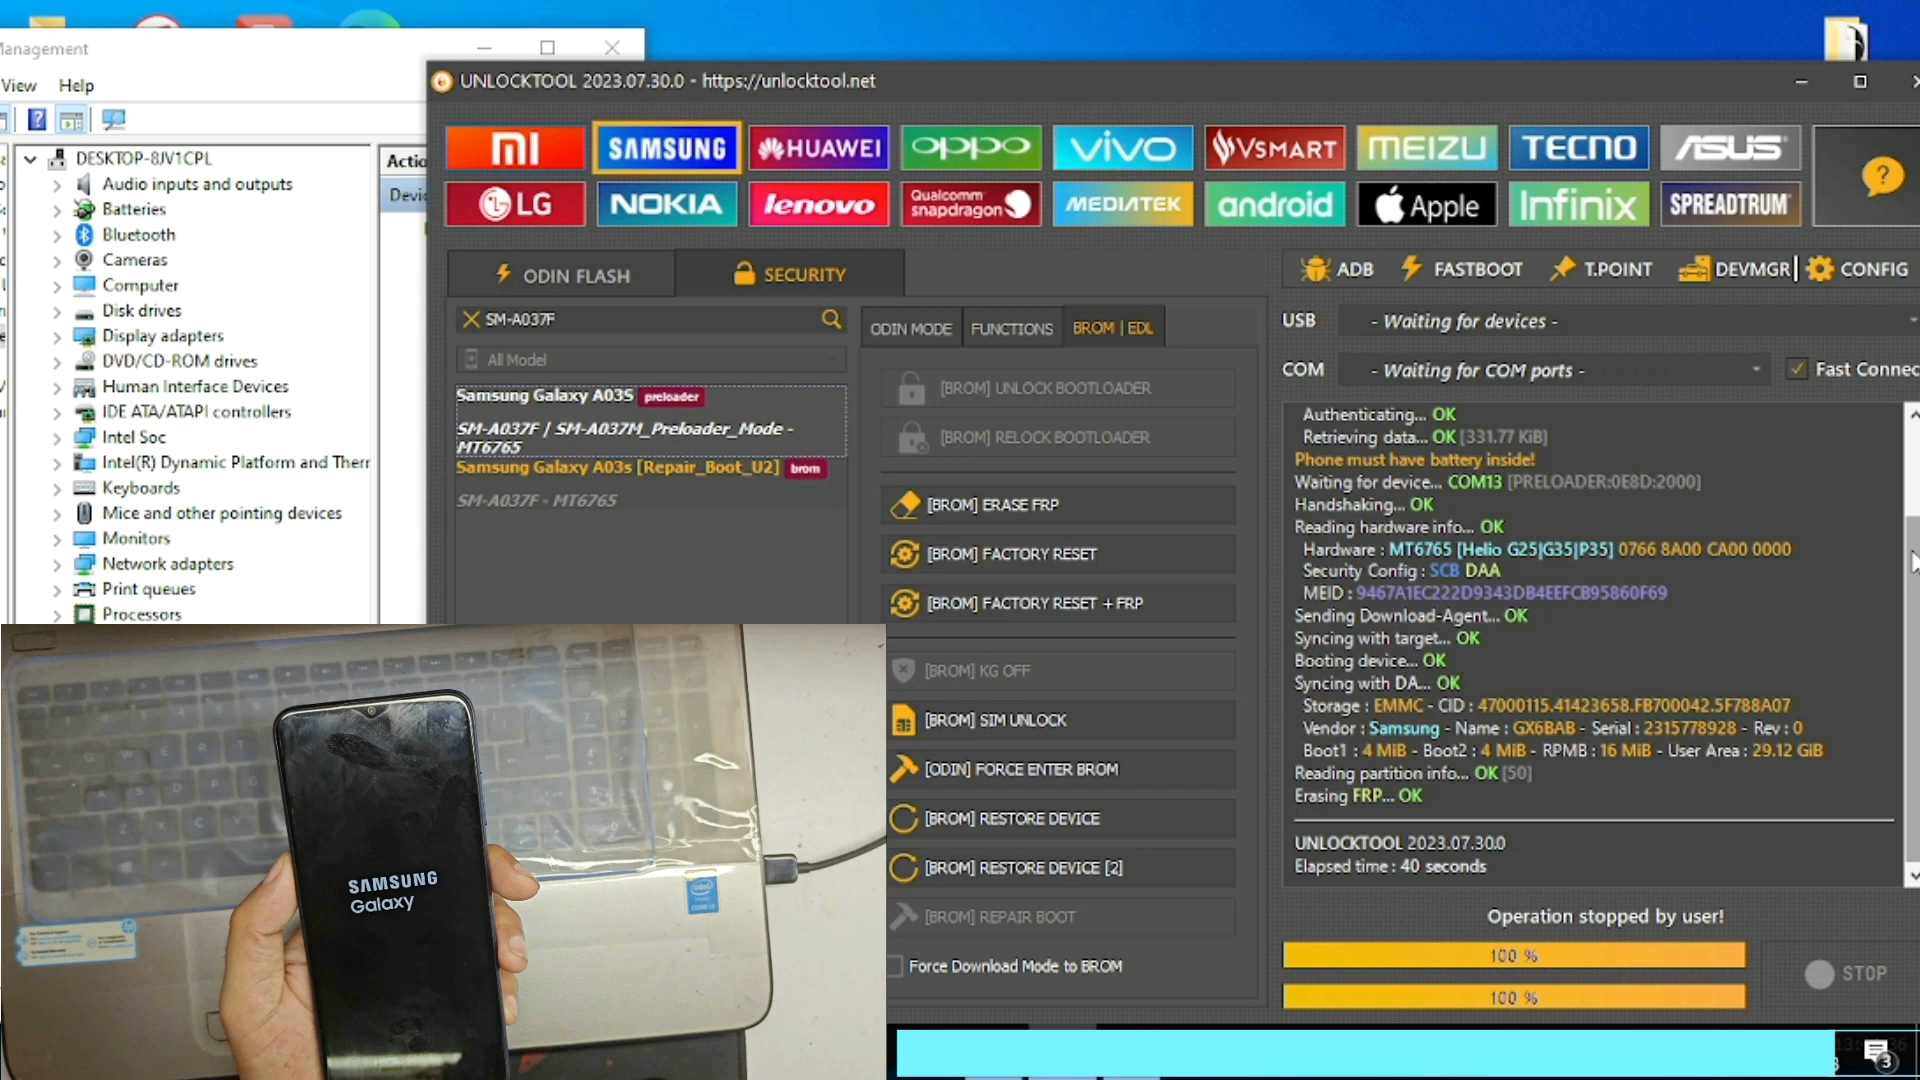 Management
View Help
DESKTOP-8JV1CPL
Audio inputs and outputs
Batteries
Bluetooth
Cameras
Computer
Disk drives
Display adapters
DVD/CD-ROM drives
Human Interface Devices
IDE ATA/ATAPI controllers
Intel Soc
Intel(R) Dynamic Platform and Therr
Keyboards
Mice and other pointing devices
Monitors
Network adapters
Print queues
Processors
Actio
Devic
UNLOCKTOOL 2023.07.30.0 - https://unlocktool.net
MI SAMSUNG HUAWEI oppo vivo VSMART MEIZU TECNO ASUS
LG NOKIA lenovo Qualcomm snapdragon MEDIATEK android Apple Infinix SPREADTRUM
?
ODIN FLASH SECURITY
ADB FASTBOOT T.POINT DEVMGR CONFIG
SM-A037F
All Model
Samsung Galaxy A03S preloader
SM-A037F | SM-A037M_Preloader_Mode -
MT6765
Samsung Galaxy A03s [Repair_Boot_U2] brom
SM-A037F - MT6765
ODIN MODE FUNCTIONS BROM | EDL
[BROM] UNLOCK BOOTLOADER
[BROM] RELOCK BOOTLOADER
[BROM] ERASE FRP
[BROM] FACTORY RESET
[BROM] FACTORY RESET + FRP
[BROM] KG OFF
[BROM] SIM UNLOCK
[ODIN] FORCE ENTER BROM
[BROM] RESTORE DEVICE
[BROM] RESTORE DEVICE [2]
[BROM] REPAIR BOOT
Force Download Mode to BROM
USB - Waiting for devices -
COM - Waiting for COM ports - Fast Connec
Authenticating... OK
Retrieving data... OK [331.77 KiB]
Phone must have battery inside!
Waiting for device... COM13 [PRELOADER:0E8D:2000]
Handshaking... OK
Reading hardware info... OK
Hardware : MT6765 [Helio G25|G35|P35] 0766 8A00 CA00 0000
Security Config : SCB DAA
MEID : 9467A1EC222D9343DB4EEFCB95860F69
Sending Download-Agent... OK
Syncing with target... OK
Booting device... OK
Syncing with DA... OK
Storage : EMMC - CID : 47000115.41423658.FB700042.5F788A07
Vendor : Samsung - Name : GX6BAB - Serial : 2315778928 - Rev : 0
Boot1 : 4 MiB - Boot2 : 4 MiB - RPMB : 16 MiB - User Area : 29.12 GiB
Reading partition info... OK [50]
Erasing FRP... OK
UNLOCKTOOL 2023.07.30.0
Elapsed time : 40 seconds
Operation stopped by user!
100 %
100 %
STOP
3
SAMSUNG
Galaxy
intel